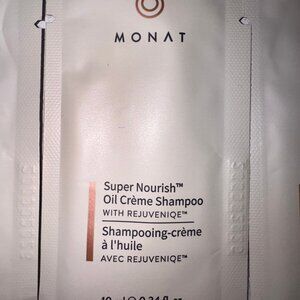 MONAT
Super Nourish™
Oil Crème Shampoo
WITH REJUVENIQE™
Shampooing-crème
à l'huile
AVEC REJUVENIQE™